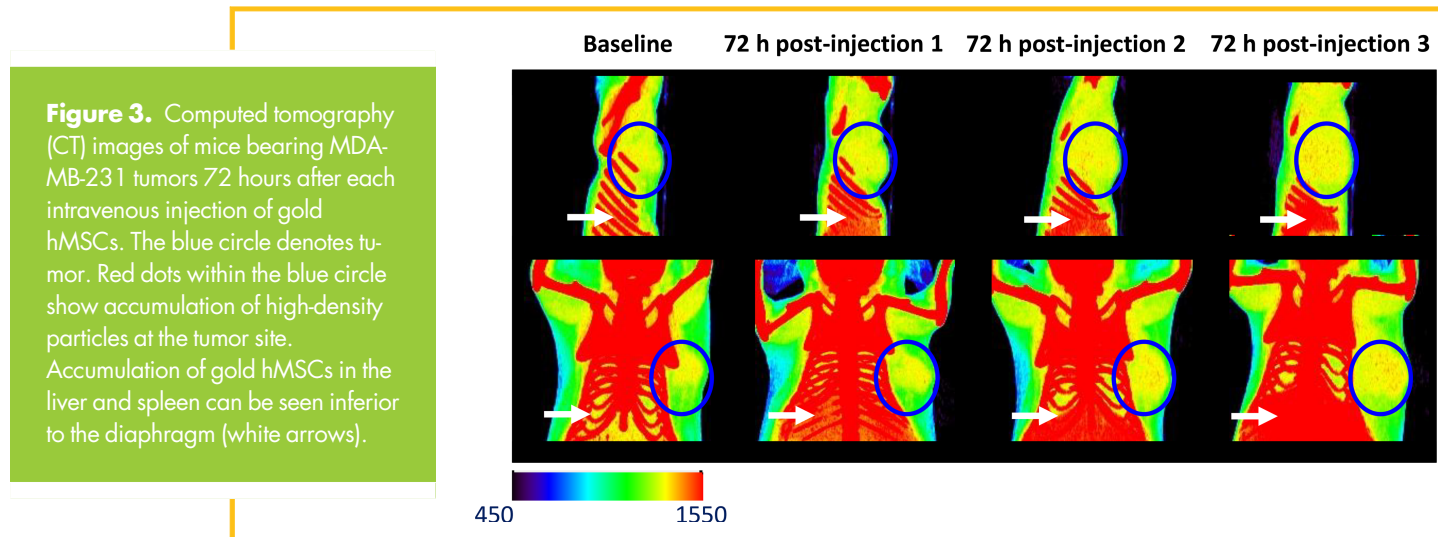 Figure 3. Computed tomography
(CT) images of mice bearing MDA-
MB-231 tumors 72 hours after each
intravenous injection of gold
hMSCs. The blue circle denotes tu-
mor. Red dots within the blue circle
show accumulation of high-density
particles at the tumor site.
Accumulation of gold hMSCs in the
liver and spleen can be seen inferior
to the diaphragm (white arrows).
Baseline
72 h post-injection 1
72 h post-injection 2
72 h post-injection 3
450
1550